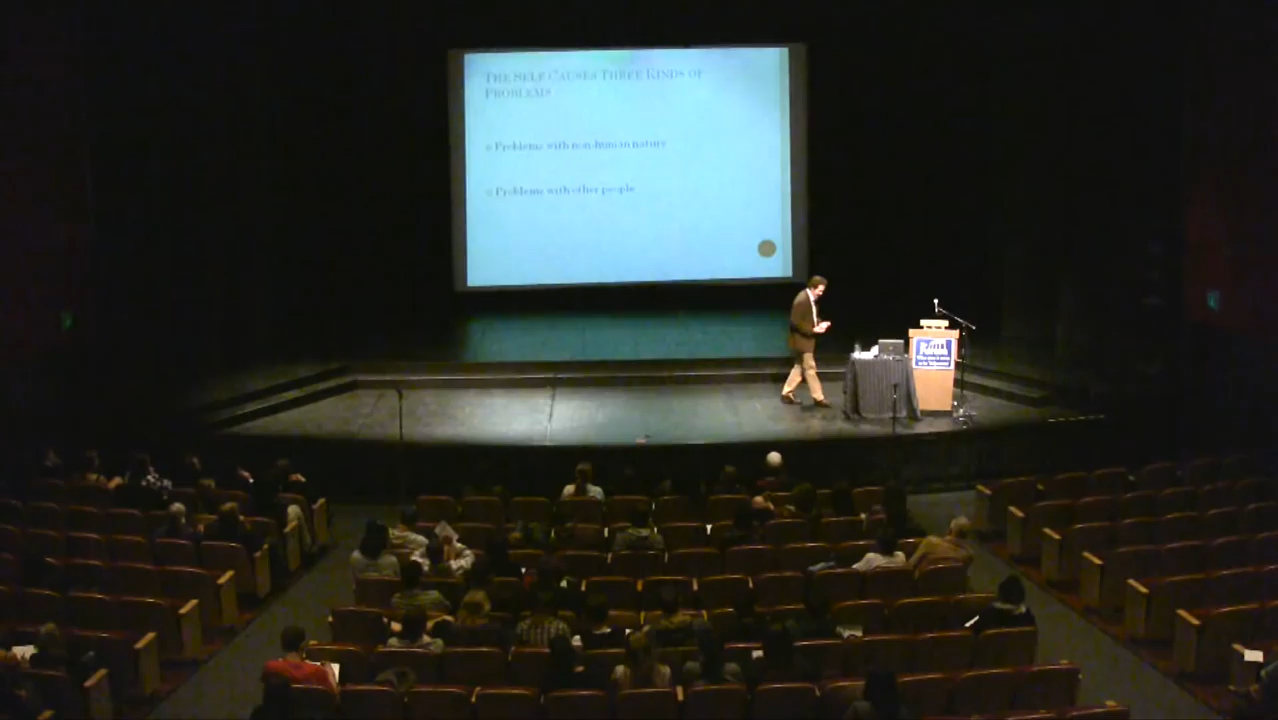 THE SELF CAUSES THREE KINDS OF
PROBLEMS
Problems with non-human nature
Problems with other people